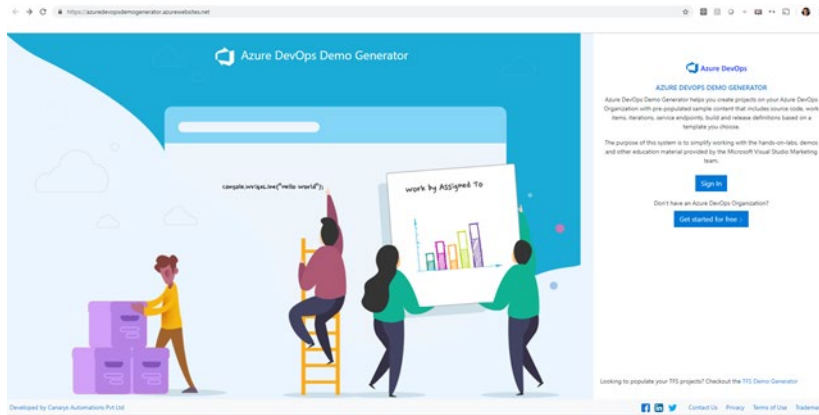 https://azuredevopsdemogenerator.azurewebsites.net
Azure DevOps Demo Generator
work by Assigned To
Azure DevOps
AZURE DEVOPS DEMO GENERATOR
Azure DevOps Demo Generator helps you create projects on your Azure DevOps
Organization with pre-populated sample content that includes source code, work
items, iterations, service endpoints, build and release definitions based on a
template you choose.
The purpose of this system is to simplify working with the hands-on-labs, demos
and other education material provided by the Microsoft Visual Studio Marketing
team.
Sign In
Don't have an Azure DevOps Organization?
Get started for free
Looking to populate your TFS projects? Checkout the TFS Demo Generator
Developed by Canarys Automations Pvt Ltd
Contact Us Privacy Terms of Use